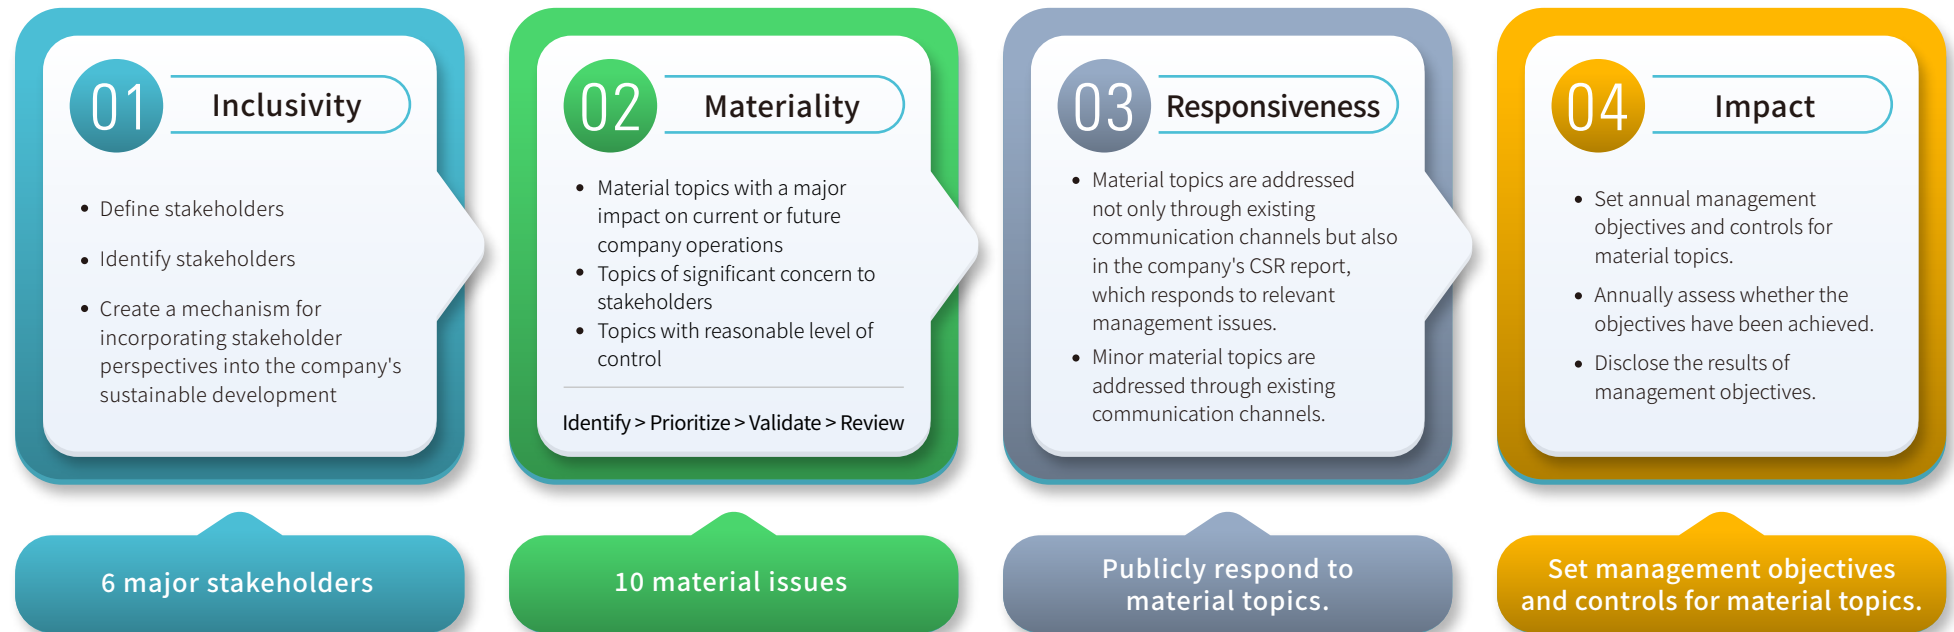 01
Inclusivity
Define stakeholders
Identify stakeholders
Create a mechanism for
incorporating stakeholder
perspectives into the company's
sustainable development
6 major stakeholders
02
Materiality
Material topics with a major
impact on current or future
company operations
Topics of significant concern to
stakeholders
Topics with reasonable level of
control
Identify > Prioritize > Validate > Review
10 material issues
03
Responsiveness
Material topics are addressed
not only through existing
communication channels but also
in the company's CSR report,
which responds to relevant
management issues.
Minor material topics are
addressed through existing
communication channels.
Publicly respond to
material topics.
04
Impact
Set annual management
objectives and controls for
material topics.
Annually assess whether the
objectives have been achieved.
Disclose the results of
management objectives.
Set management objectives
and controls for material topics.